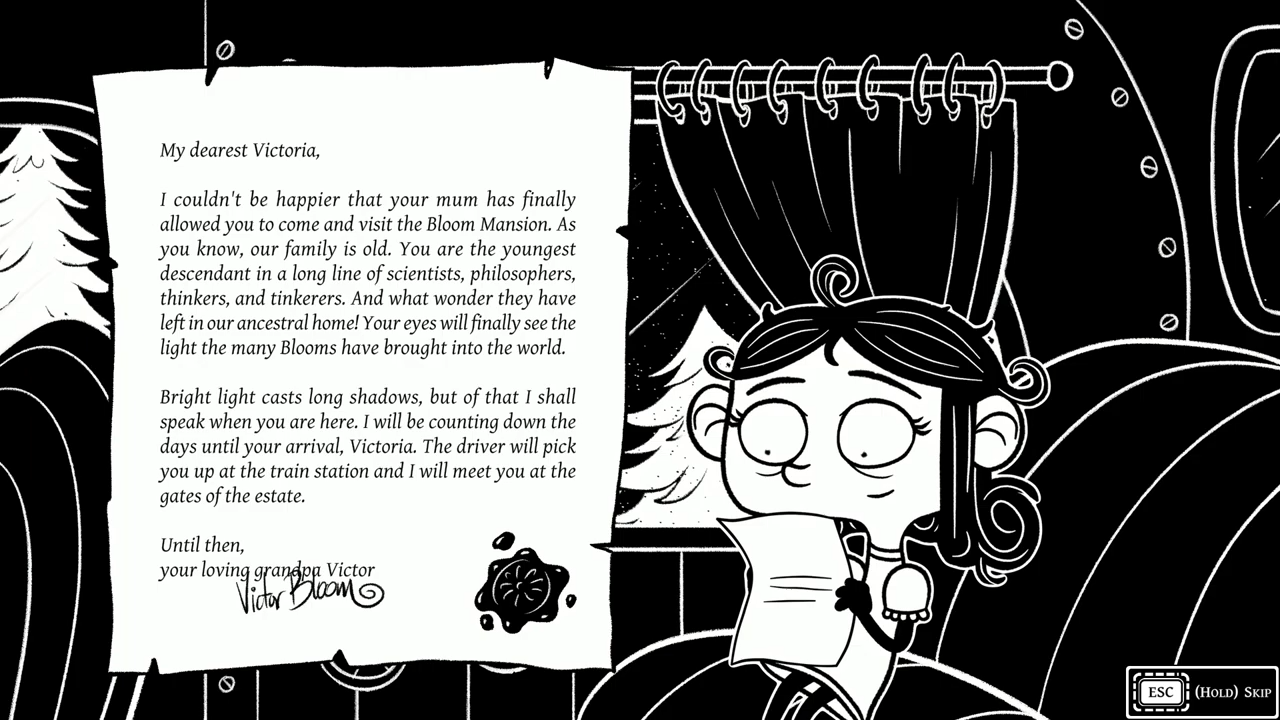 My dearest Victoria,
I couldn't be happier that your mum has finally
allowed you to come and visit the Bloom Mansion. As
you know, our family is old. You are the youngest
descendant in a long line of scientists, philosophers,
thinkers, and tinkerers. And what wonder they have
left in our ancestral home! Your eyes will finally see the
light the many Blooms have brought into the world.
Bright light casts long shadows, but of that I shall
speak when you are here. I will be counting down the
days until your arrival, Victoria. The driver will pick
you up at the train station and I will meet you at the
gates of the estate.
Until then,
your loving grandpa Victor
Victor Bloom
ESC (Hold) Skip